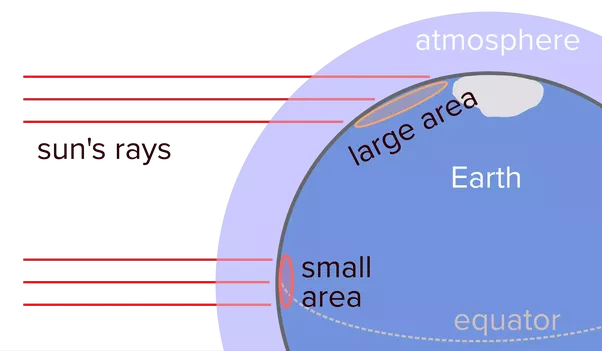 atmosphere
sun's rays
large area
Earth
small
area
equator